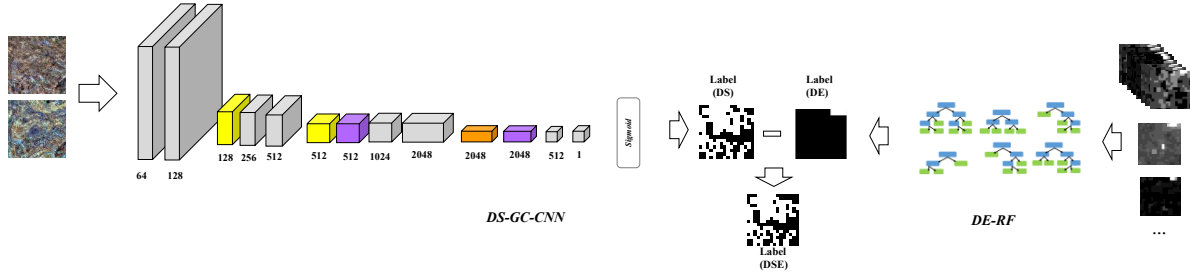 64
128
128
256
512
512
512
1024
2048
2048
2048
512
1
DS-GC-CNN
Sigmoid
Label
(DS)
Label
(DE)
Label
(DSE)
DE-RF
...